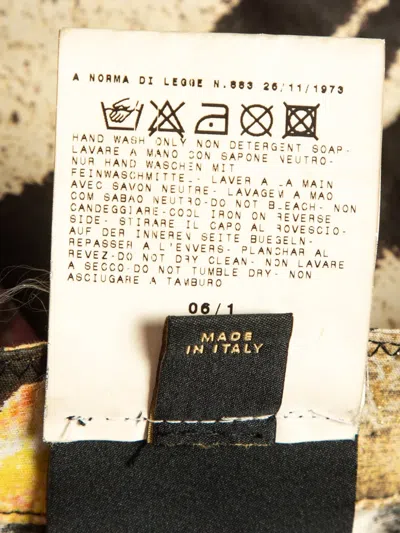 A NORMA DI LEGGE N.883 26/11/1973
HAND WASH ONLY NON DETERGENT SOAP-
LAVARE A MANO CON SAPONE NEUTRO-
NUR HAND WASCHEN MIT
FEINWASCHMITTEL- LAVER A LA MAIN
AVEC SAVON NEUTRE- LAVAGEM A MAO
COM SABAO NEUTRO-DO NOT BLEACH- NON
CANDEGGIARE-COOL IRON ON REVERSE
SIDE- STIRARE IL CAPO AL ROVESCIO-
AUF DER INNEREN SEITE BUEGELN-
REPASSER A L'ENVERS- PLANCHAR AL
REVEZ-DO NOT DRY CLEAN- NON LAVARE
A SECCO-DO NOT TUMBLE DRY- NON
ASCIUGARE A TAMBURO
06/1
MADE
IN ITALY